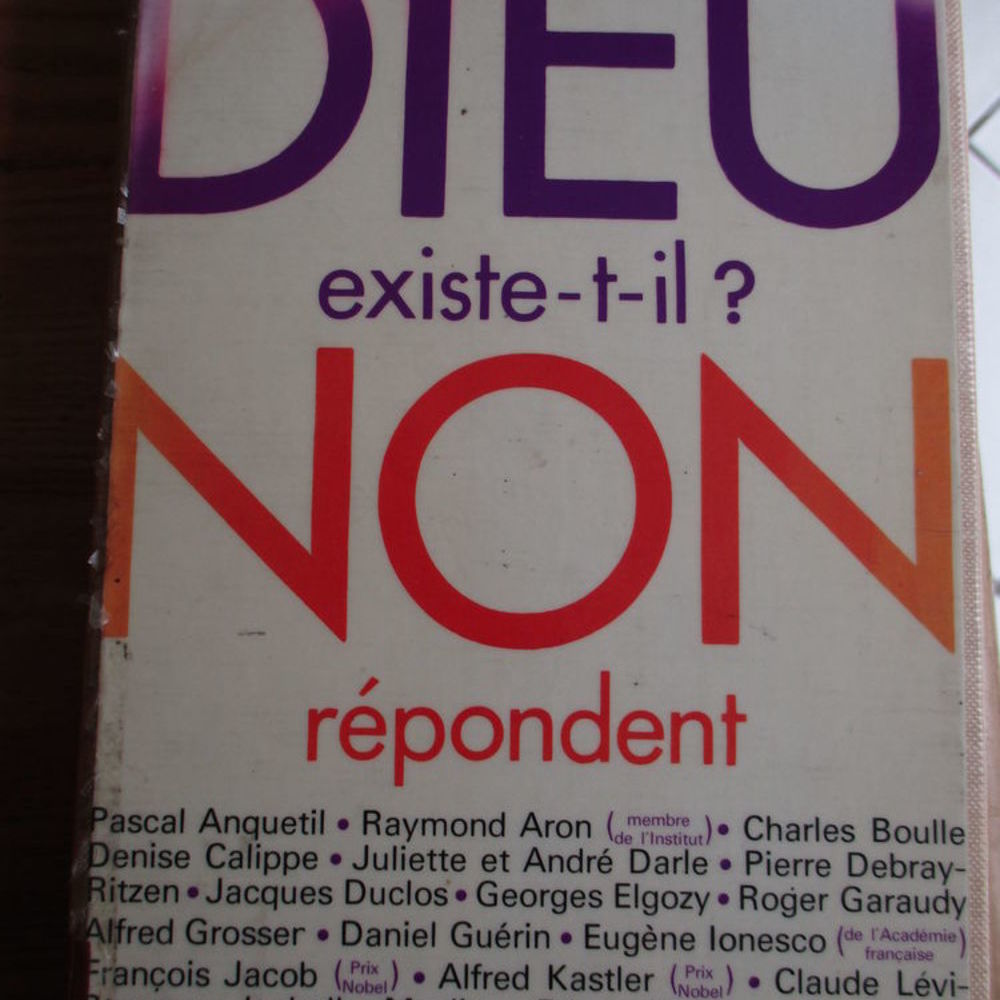 DIEU
existe-t-il ?
NON
répondent
Pascal Anquetil • Raymond Aron (membre de l'Institut) • Charles Boulle
Denise Calippe • Juliette et André Darle • Pierre Debray-
Ritzen • Jacques Duclos • Georges Elgozy • Roger Garaudy
Alfred Grosser • Daniel Guérin • Eugène Ionesco (de l'Académie française)
François Jacob (Prix Nobel) • Alfred Kastler (Prix Nobel) • Claude Lévi-